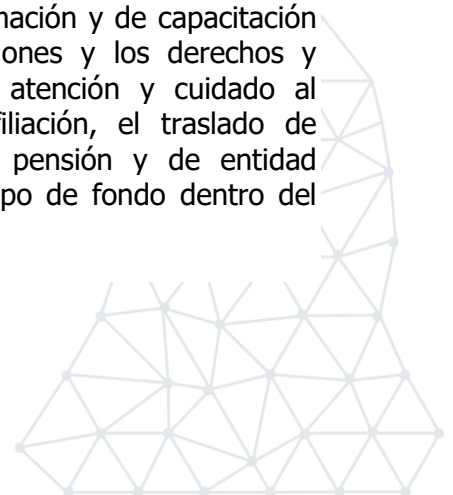 mación y de capacitación
ones y los derechos y
atención y cuidado al
filiación, el traslado de
pensión y de entidad
po de fondo dentro del